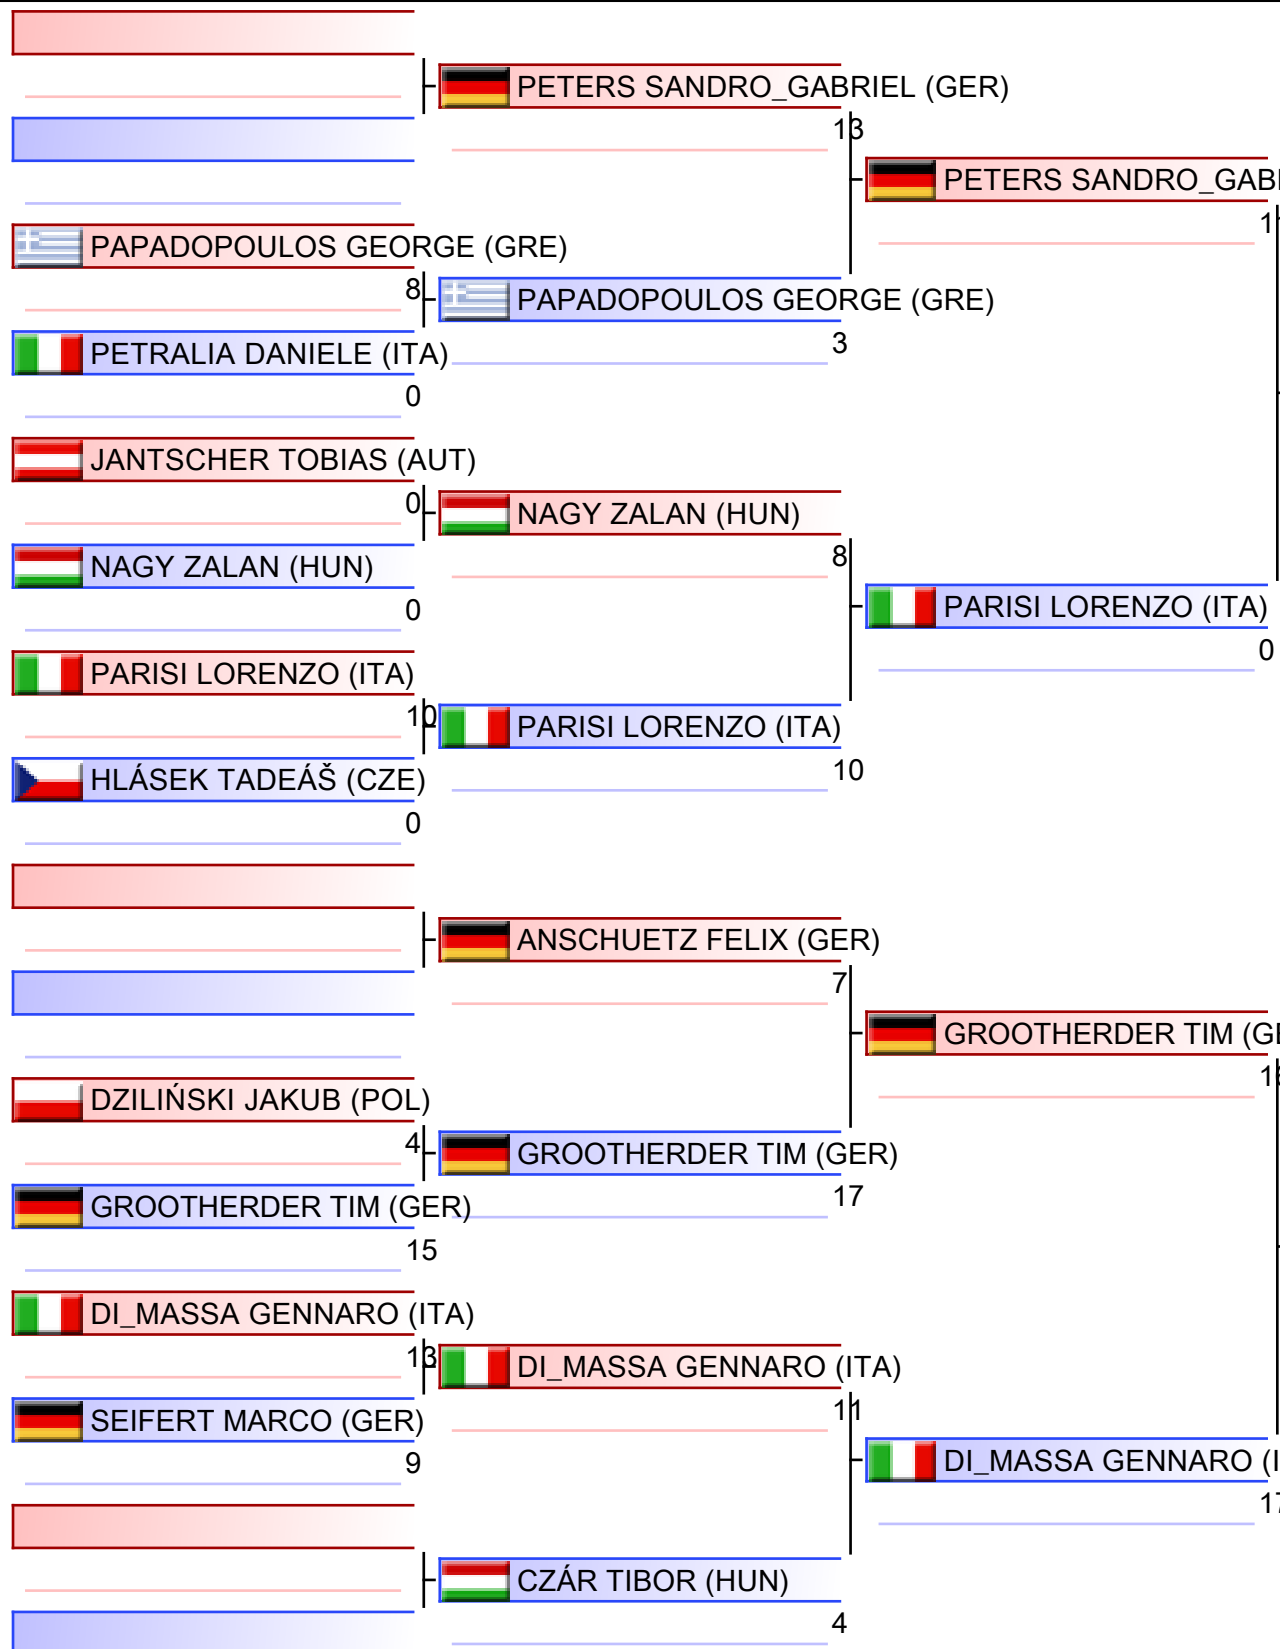 PETERS SANDRO_GABRIEL (GER)
13
PETERS SANDRO_GABRI
PAPADOPOULOS GEORGE (GRE)
8
PAPADOPOULOS GEORGE (GRE)
3
PETRALIA DANIELE (ITA)
0
JANTSCHER TOBIAS (AUT)
0
NAGY ZALAN (HUN)
8
NAGY ZALAN (HUN)
0
PARISI LORENZO (ITA)
0
PARISI LORENZO (ITA)
10
PARISI LORENZO (ITA)
10
HLÁSEK TADEÁŠ (CZE)
0
ANSCHUETZ FELIX (GER)
7
GROOTHERDER TIM (GE
DZILIŃSKI JAKUB (POL)
4
GROOTHERDER TIM (GER)
17
GROOTHERDER TIM (GER)
15
DI_MASSA GENNARO (ITA)
13
DI_MASSA GENNARO (ITA)
11
SEIFERT MARCO (GER)
9
DI_MASSA GENNARO (I
17
CZÁR TIBOR (HUN)
4